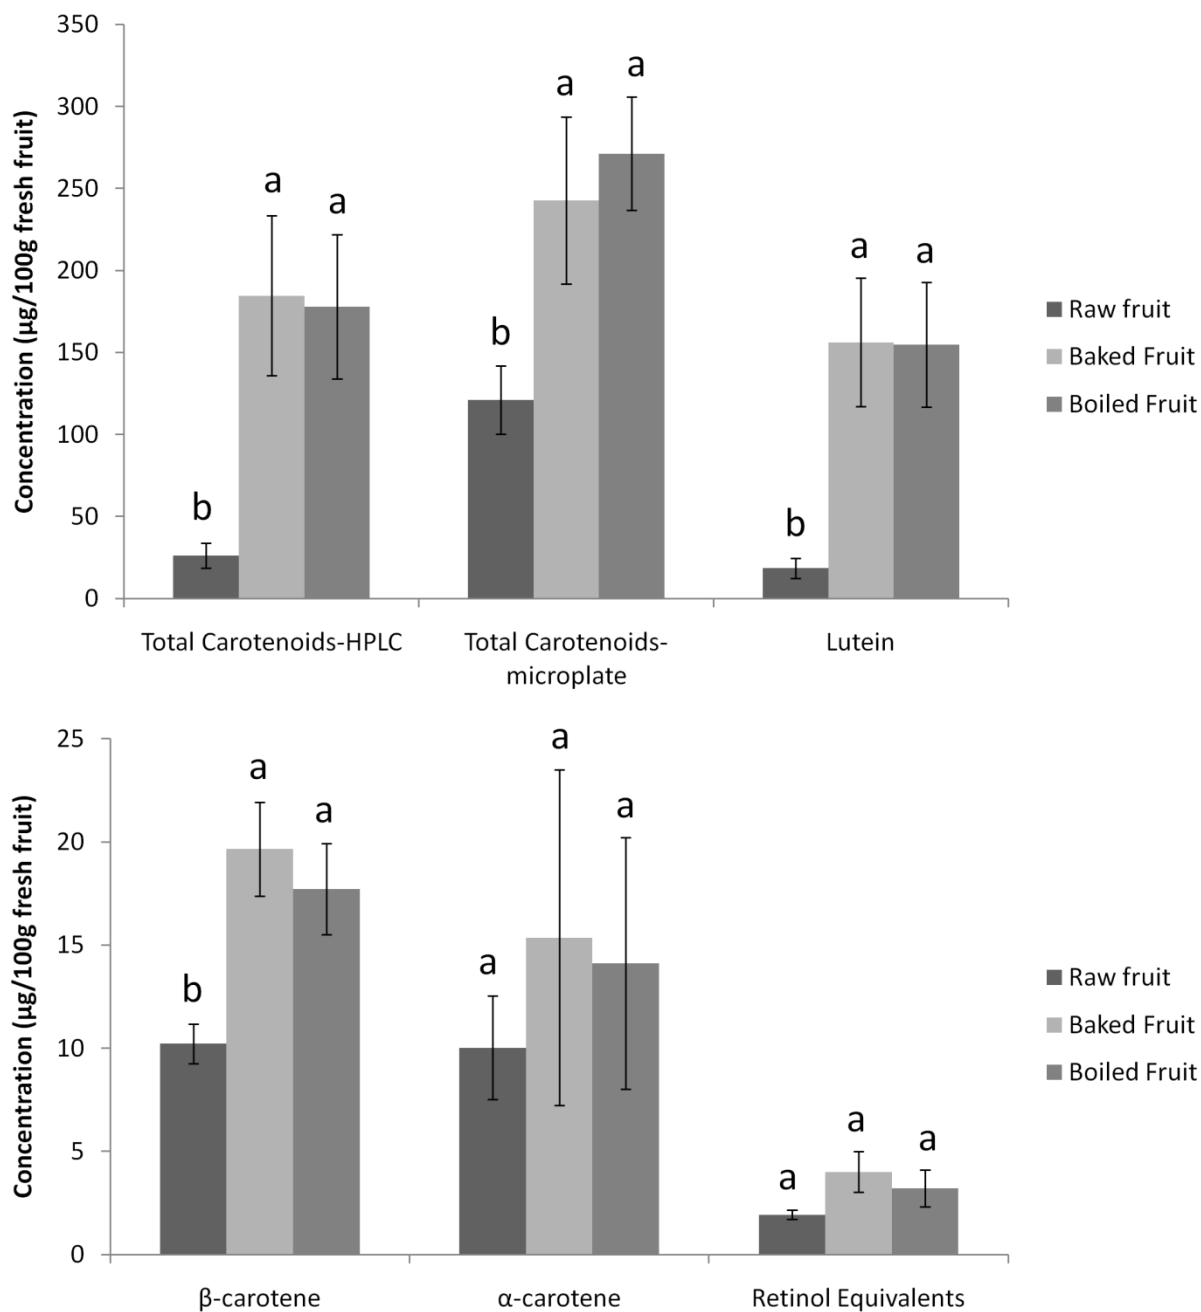 350
300
250
200
150
100
50
0
Concentration (µg/100g fresh fruit)
b
a
a
b
a
a
b
a
a
Total Carotenoids-HPLC
Total Carotenoids-
microplate
Lutein
Raw fruit
Baked Fruit
Boiled Fruit
25
20
15
10
5
0
Concentration (µg/100g fresh fruit)
b
a
a
a
a
a
a
a
a
β-carotene
α-carotene
Retinol Equivalents
Raw fruit
Baked Fruit
Boiled Fruit